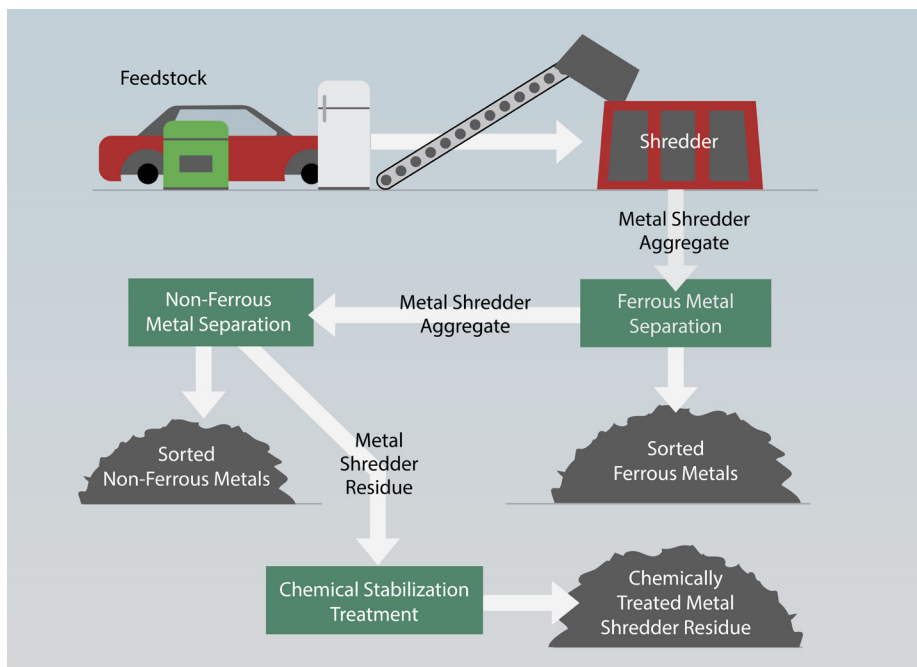 Feedstock
Shredder
Metal Shredder
Aggregate
Ferrous Metal
Separation
Metal Shredder
Aggregate
Non-Ferrous
Metal Separation
Sorted
Non-Ferrous Metals
Sorted
Ferrous Metals
Metal
Shredder
Residue
Chemical Stabilization
Treatment
Chemically
Treated Metal
Shredder Residue